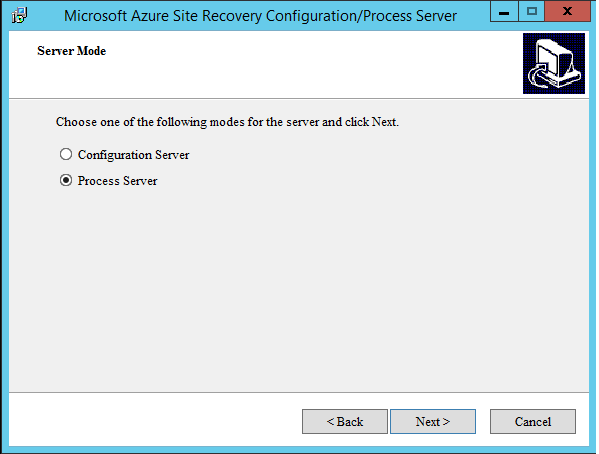 Microsoft Azure Site Recovery Configuration/Process Server
Server Mode
Choose one of the following modes for the server and click Next.
Configuration Server
Process Server
< Back
Next >
Cancel